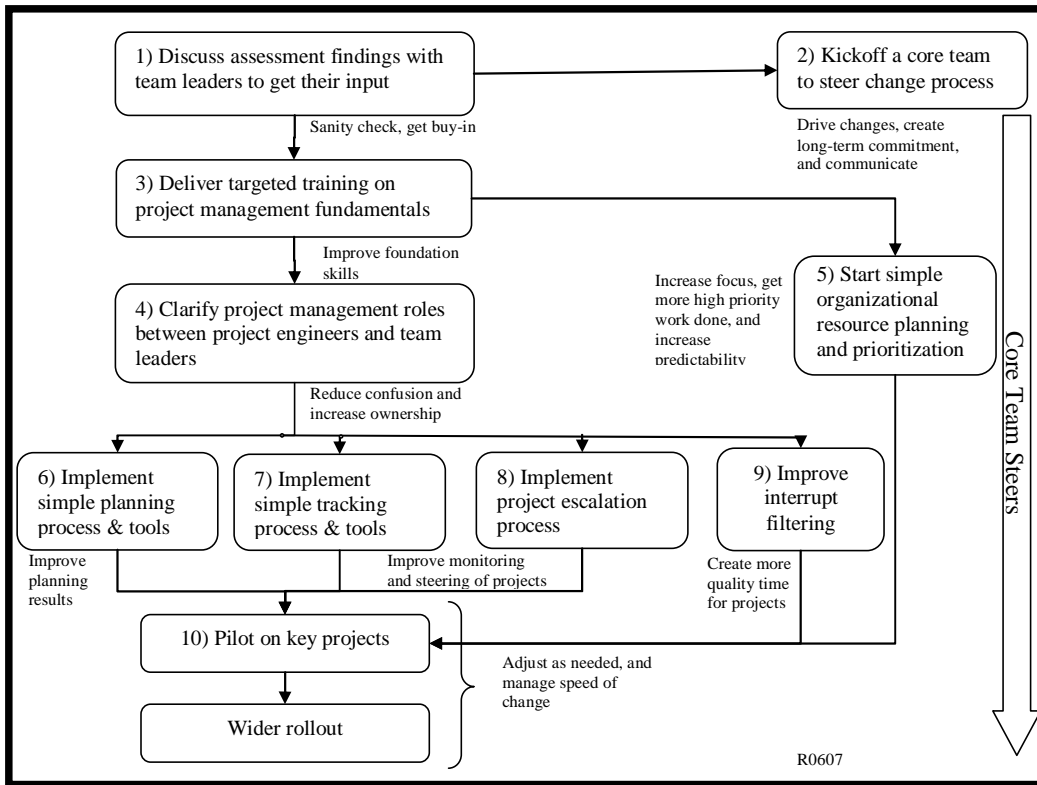 1) Discuss assessment findings with
team leaders to get their input
2) Kickoff a core team
to steer change process
Sanity check, get buy-in
Drive changes, create
long-term commitment,
and communicate
3) Deliver targeted training on
project management fundamentals
Improve foundation
skills
4) Clarify project management roles
between project engineers and team
leaders
Increase focus, get
more high priority
work done, and
increase
predictability
5) Start simple
organizational
resource planning
and prioritization
Core Team Steers
Reduce confusion and
increase ownership
6) Implement
simple planning
process & tools
7) Implement
simple tracking
process & tools
8) Implement
project escalation
process
9) Improve
interrupt
filtering
Improve
planning
results
Improve monitoring
and steering of projects
Create more
quality time
for projects
10) Pilot on key projects
Adjust as needed, and
manage speed of
change
Wider rollout
R0607